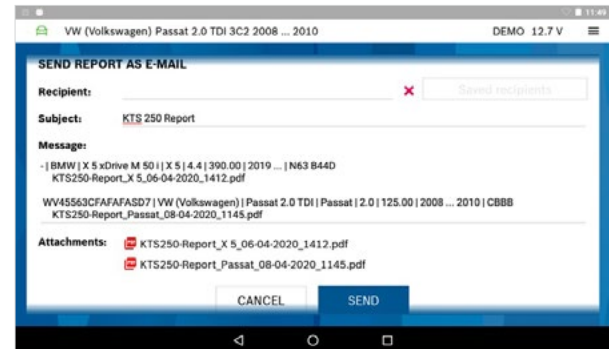 11:49
VW (Volkswagen) Passat 2.0 TDI 3C2 2008 ... 2010 DEMO 12.7 V
SEND REPORT AS E-MAIL
Recipient: Saved recipients
Subject: KTS 250 Report
Message:
- | BMW | X 5 xDrive M 50 i | X 5 | 4.4 | 390.00 | 2019 ... | N63 B44D
KTS250-Report_X 5_06-04-2020_1412.pdf
WV45563CFAFAFASD7 | VW (Volkswagen) | Passat 2.0 TDI | Passat | 2.0 | 125.00 | 2008 ... 2010 | CBBB
KTS250-Report_Passat_08-04-2020_1145.pdf
Attachments: KTS250-Report_X 5_06-04-2020_1412.pdf
KTS250-Report_Passat_08-04-2020_1145.pdf
CANCEL SEND